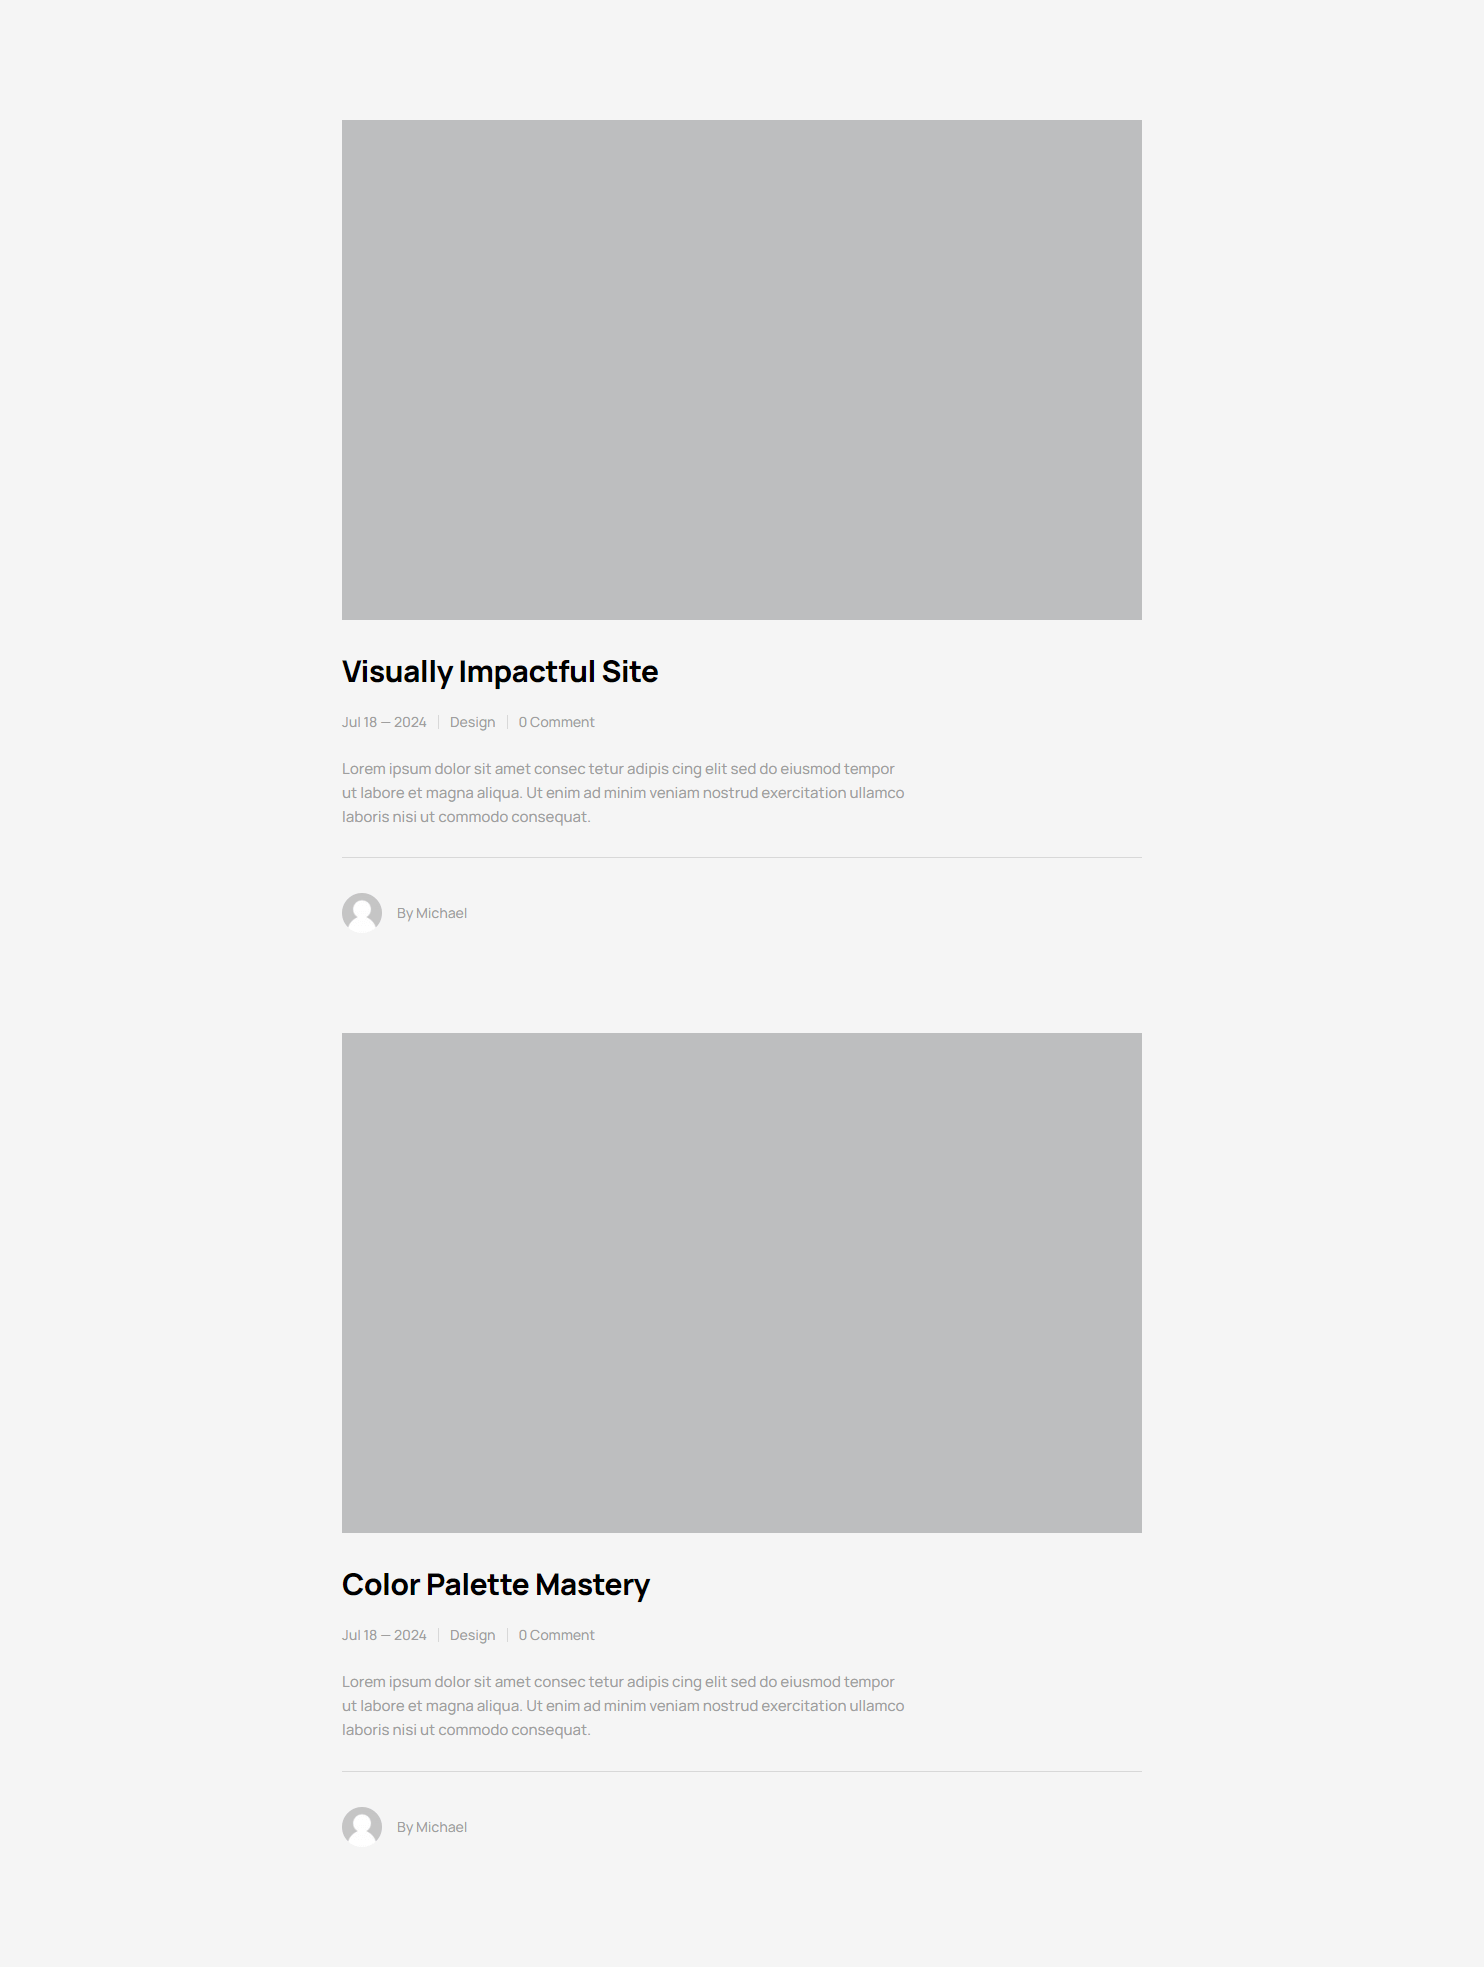 Visually Impactful Site
Jul 18 — 2024 | Design | 0 Comment
Lorem ipsum dolor sit amet consec tetur adipis cing elit sed do eiusmod tempor
ut labore et magna aliqua. Ut enim ad minim veniam nostrud exercitation ullamco
laboris nisi ut commodo consequat.
By Michael
Color Palette Mastery
Jul 18 — 2024 | Design | 0 Comment
Lorem ipsum dolor sit amet consec tetur adipis cing elit sed do eiusmod tempor
ut labore et magna aliqua. Ut enim ad minim veniam nostrud exercitation ullamco
laboris nisi ut commodo consequat.
By Michael